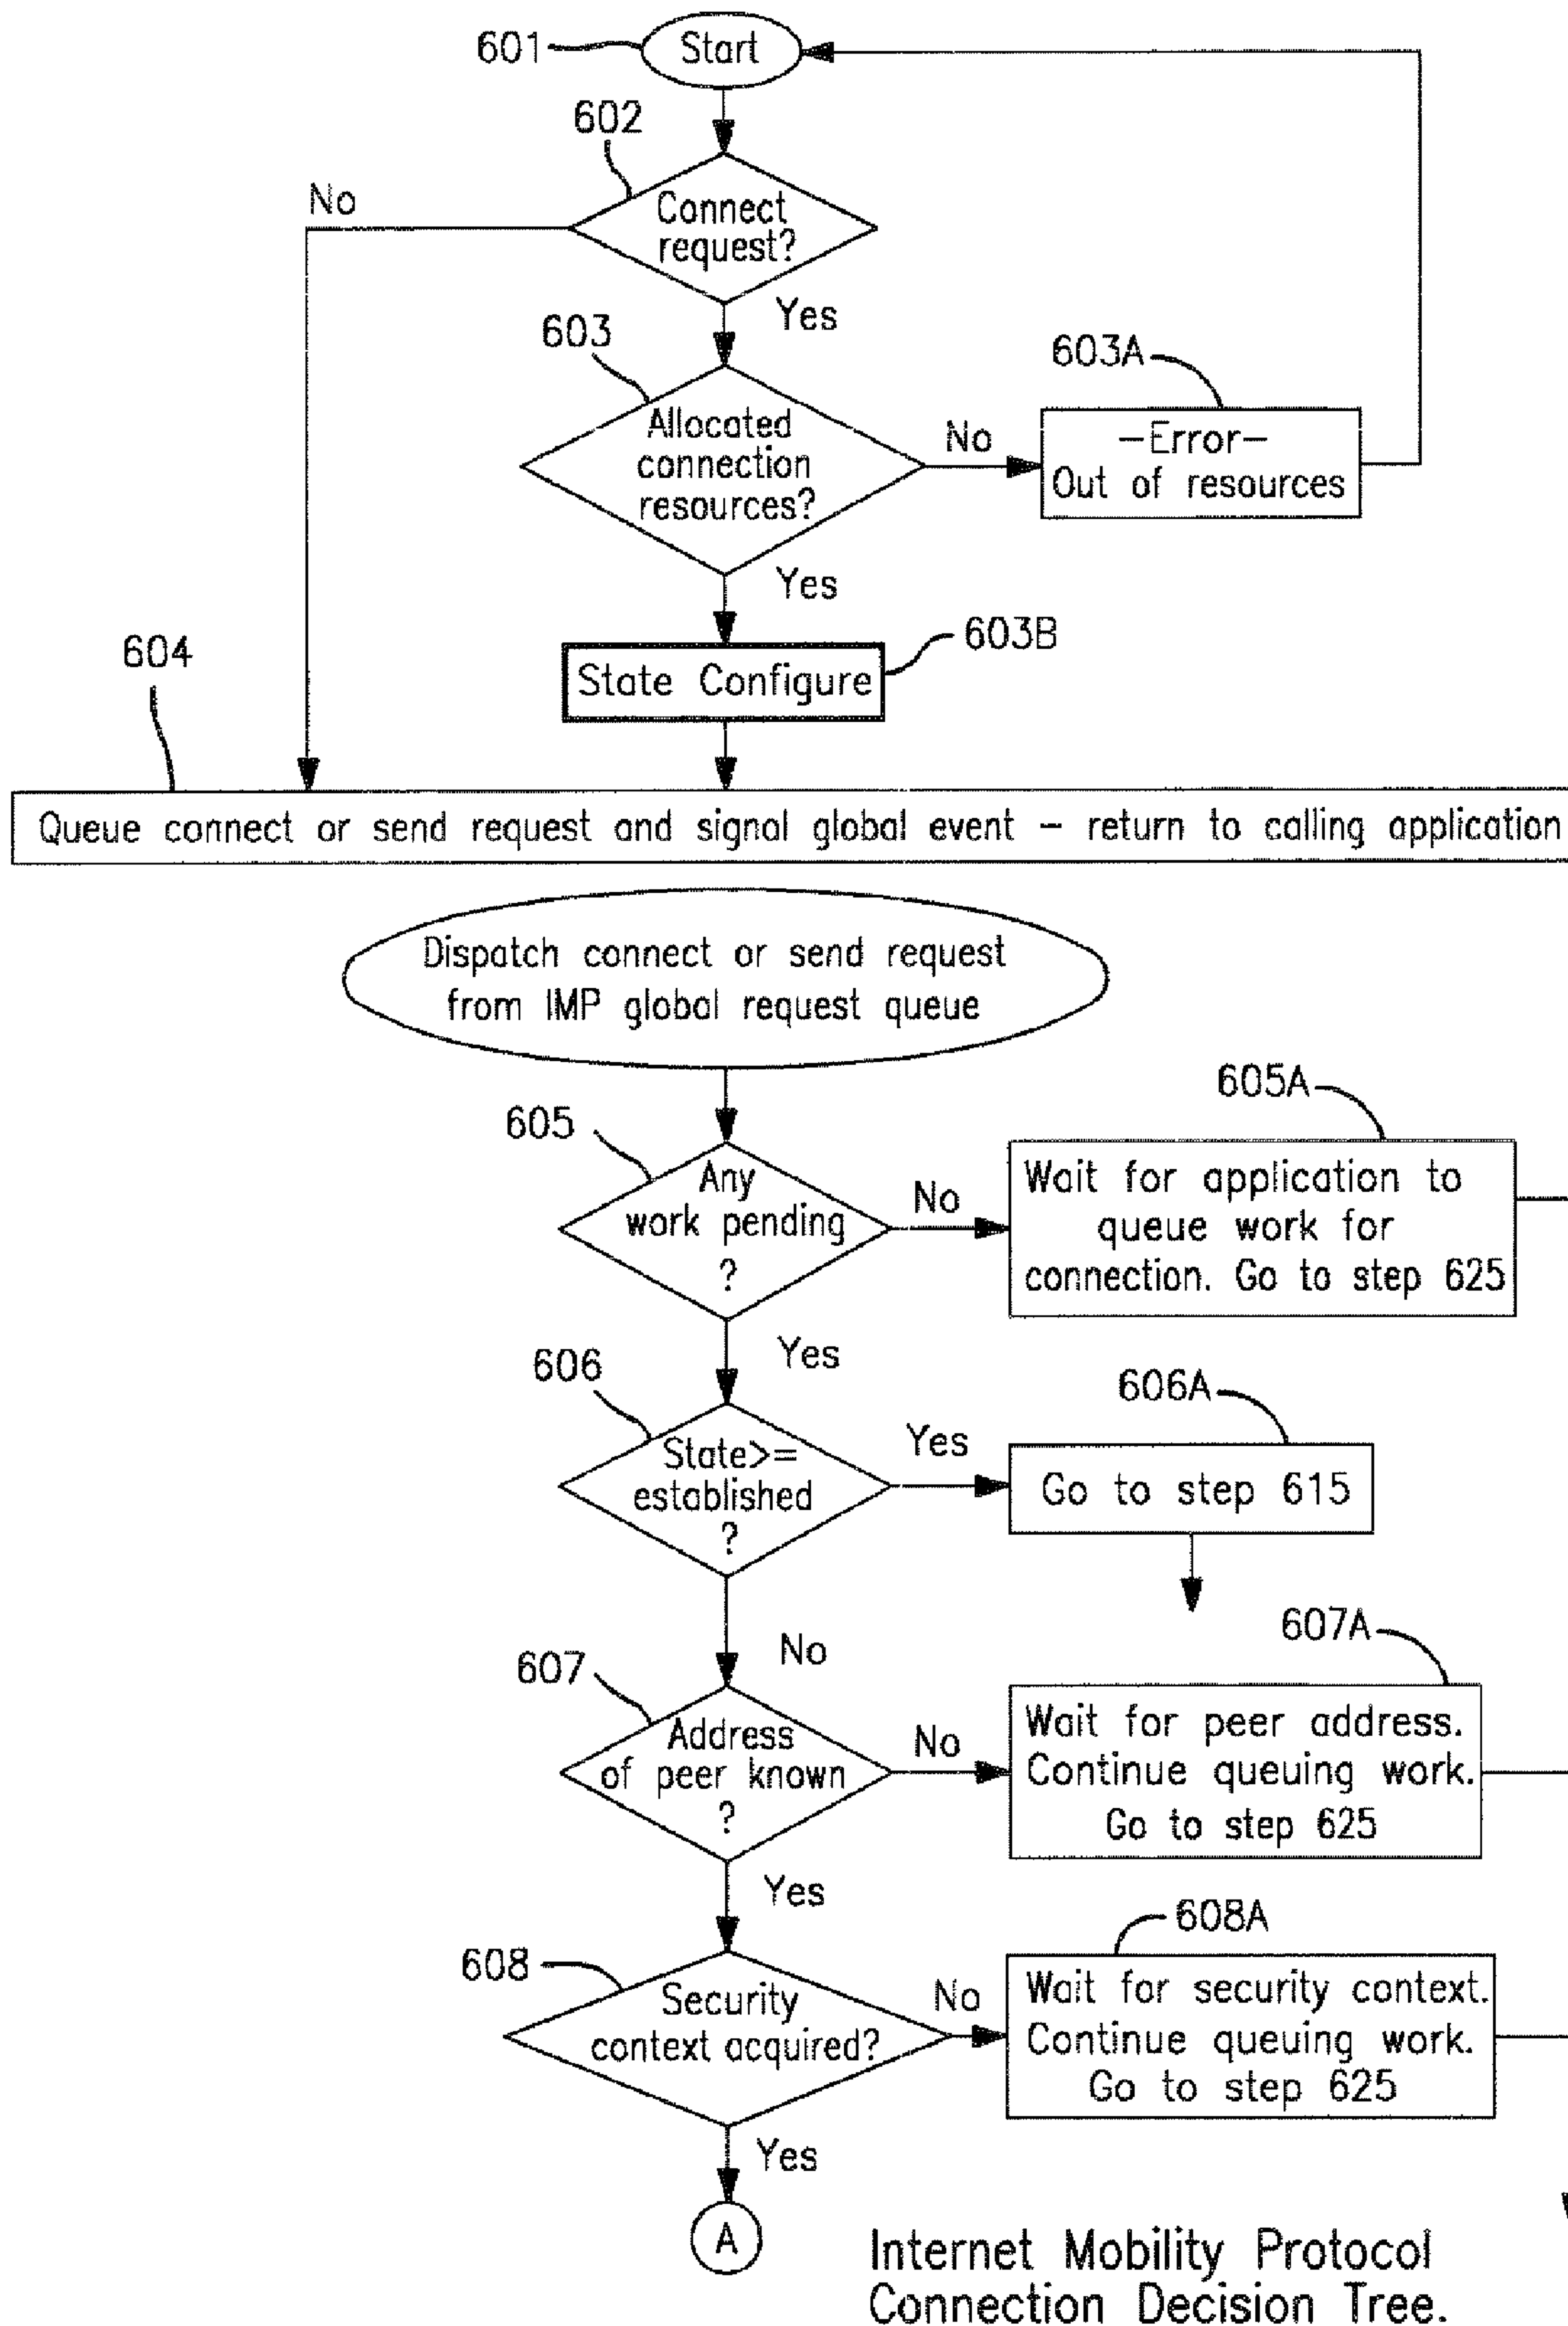 601
Start
602
No
Connect
request?
Yes
603
603A
Allocated
connection
resources?
No
-Error-
Out of resources
Yes
603B
604
State Configure
Queue connect or send request and signal global event - return to calling application
Dispatch connect or send request
from IMP global request queue
605A
605
Any
work pending
?
No
Wait for application to
queue work for
connection. Go to step 625
Yes
606
606A
State>=
established
?
Yes
Go to step 615
No
607A
607
Address
of peer known
?
No
Wait for peer address.
Continue queuing work.
Go to step 625
Yes
608A
608
Security
context acquired?
No
Wait for security context.
Continue queuing work.
Go to step 625
Yes
A
Internet Mobility Protocol
Connection Decision Tree.